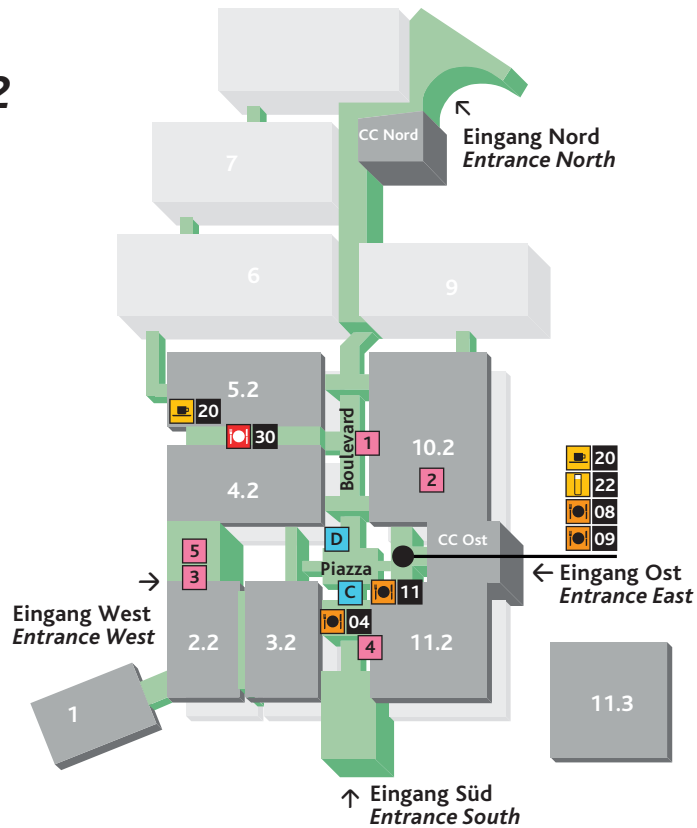 2
CC Nord
Eingang Nord
Entrance North
7
6
9
5.2
20
30
Boulevard
1
10.2
2
4.2
20
22
08
09
D
CC Ost
5
3
Piazza
C
11
Eingang Ost
Entrance East
Eingang West
Entrance West
04
4
2.2
3.2
11.2
1
11.3
Eingang Süd
Entrance South